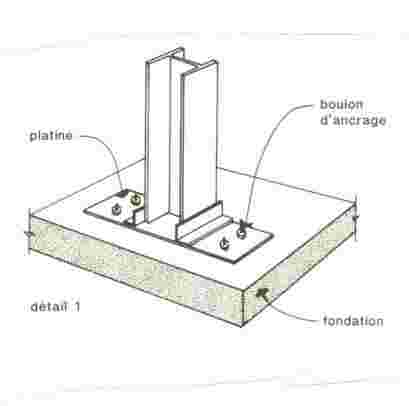 boulon
d'ancrage
platine
détail 1
fondation